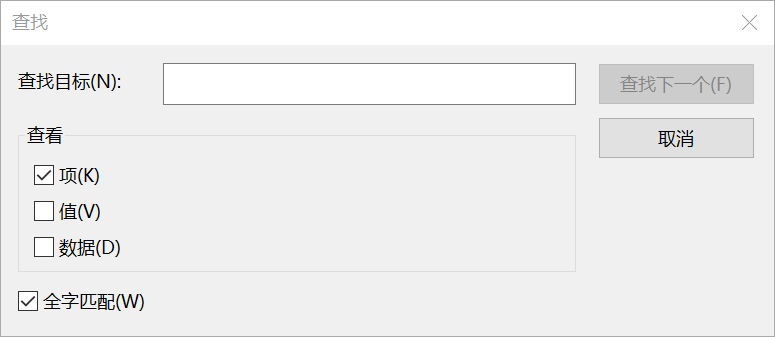 查找
查找目标(N):
查找下一个(F)
取消
查看
项(K)
值(V)
数据(D)
全字匹配(W)